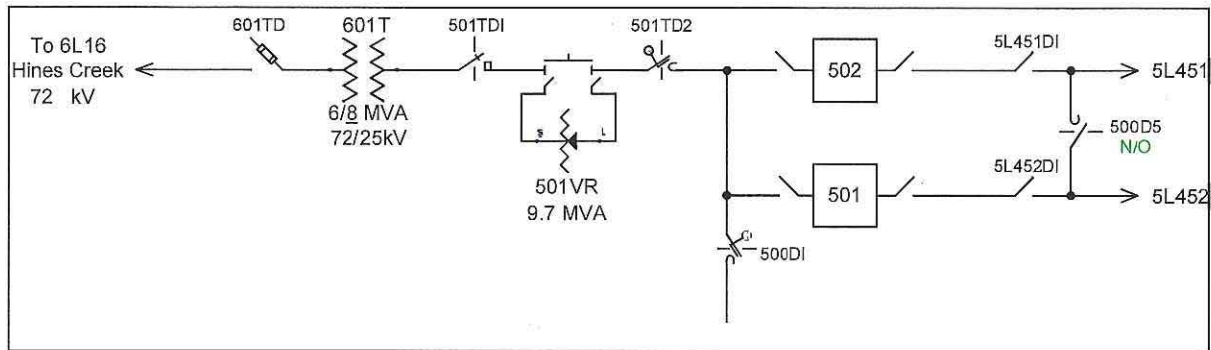 To 6L16
Hines Creek
72 kV
601TD
601T
6/8 MVA
72/25kV
501TDI
S
L
501VR
9.7 MVA
501TD2
502
5L451DI
5L451
500D5
N/O
501
5L452DI
5L452
500DI